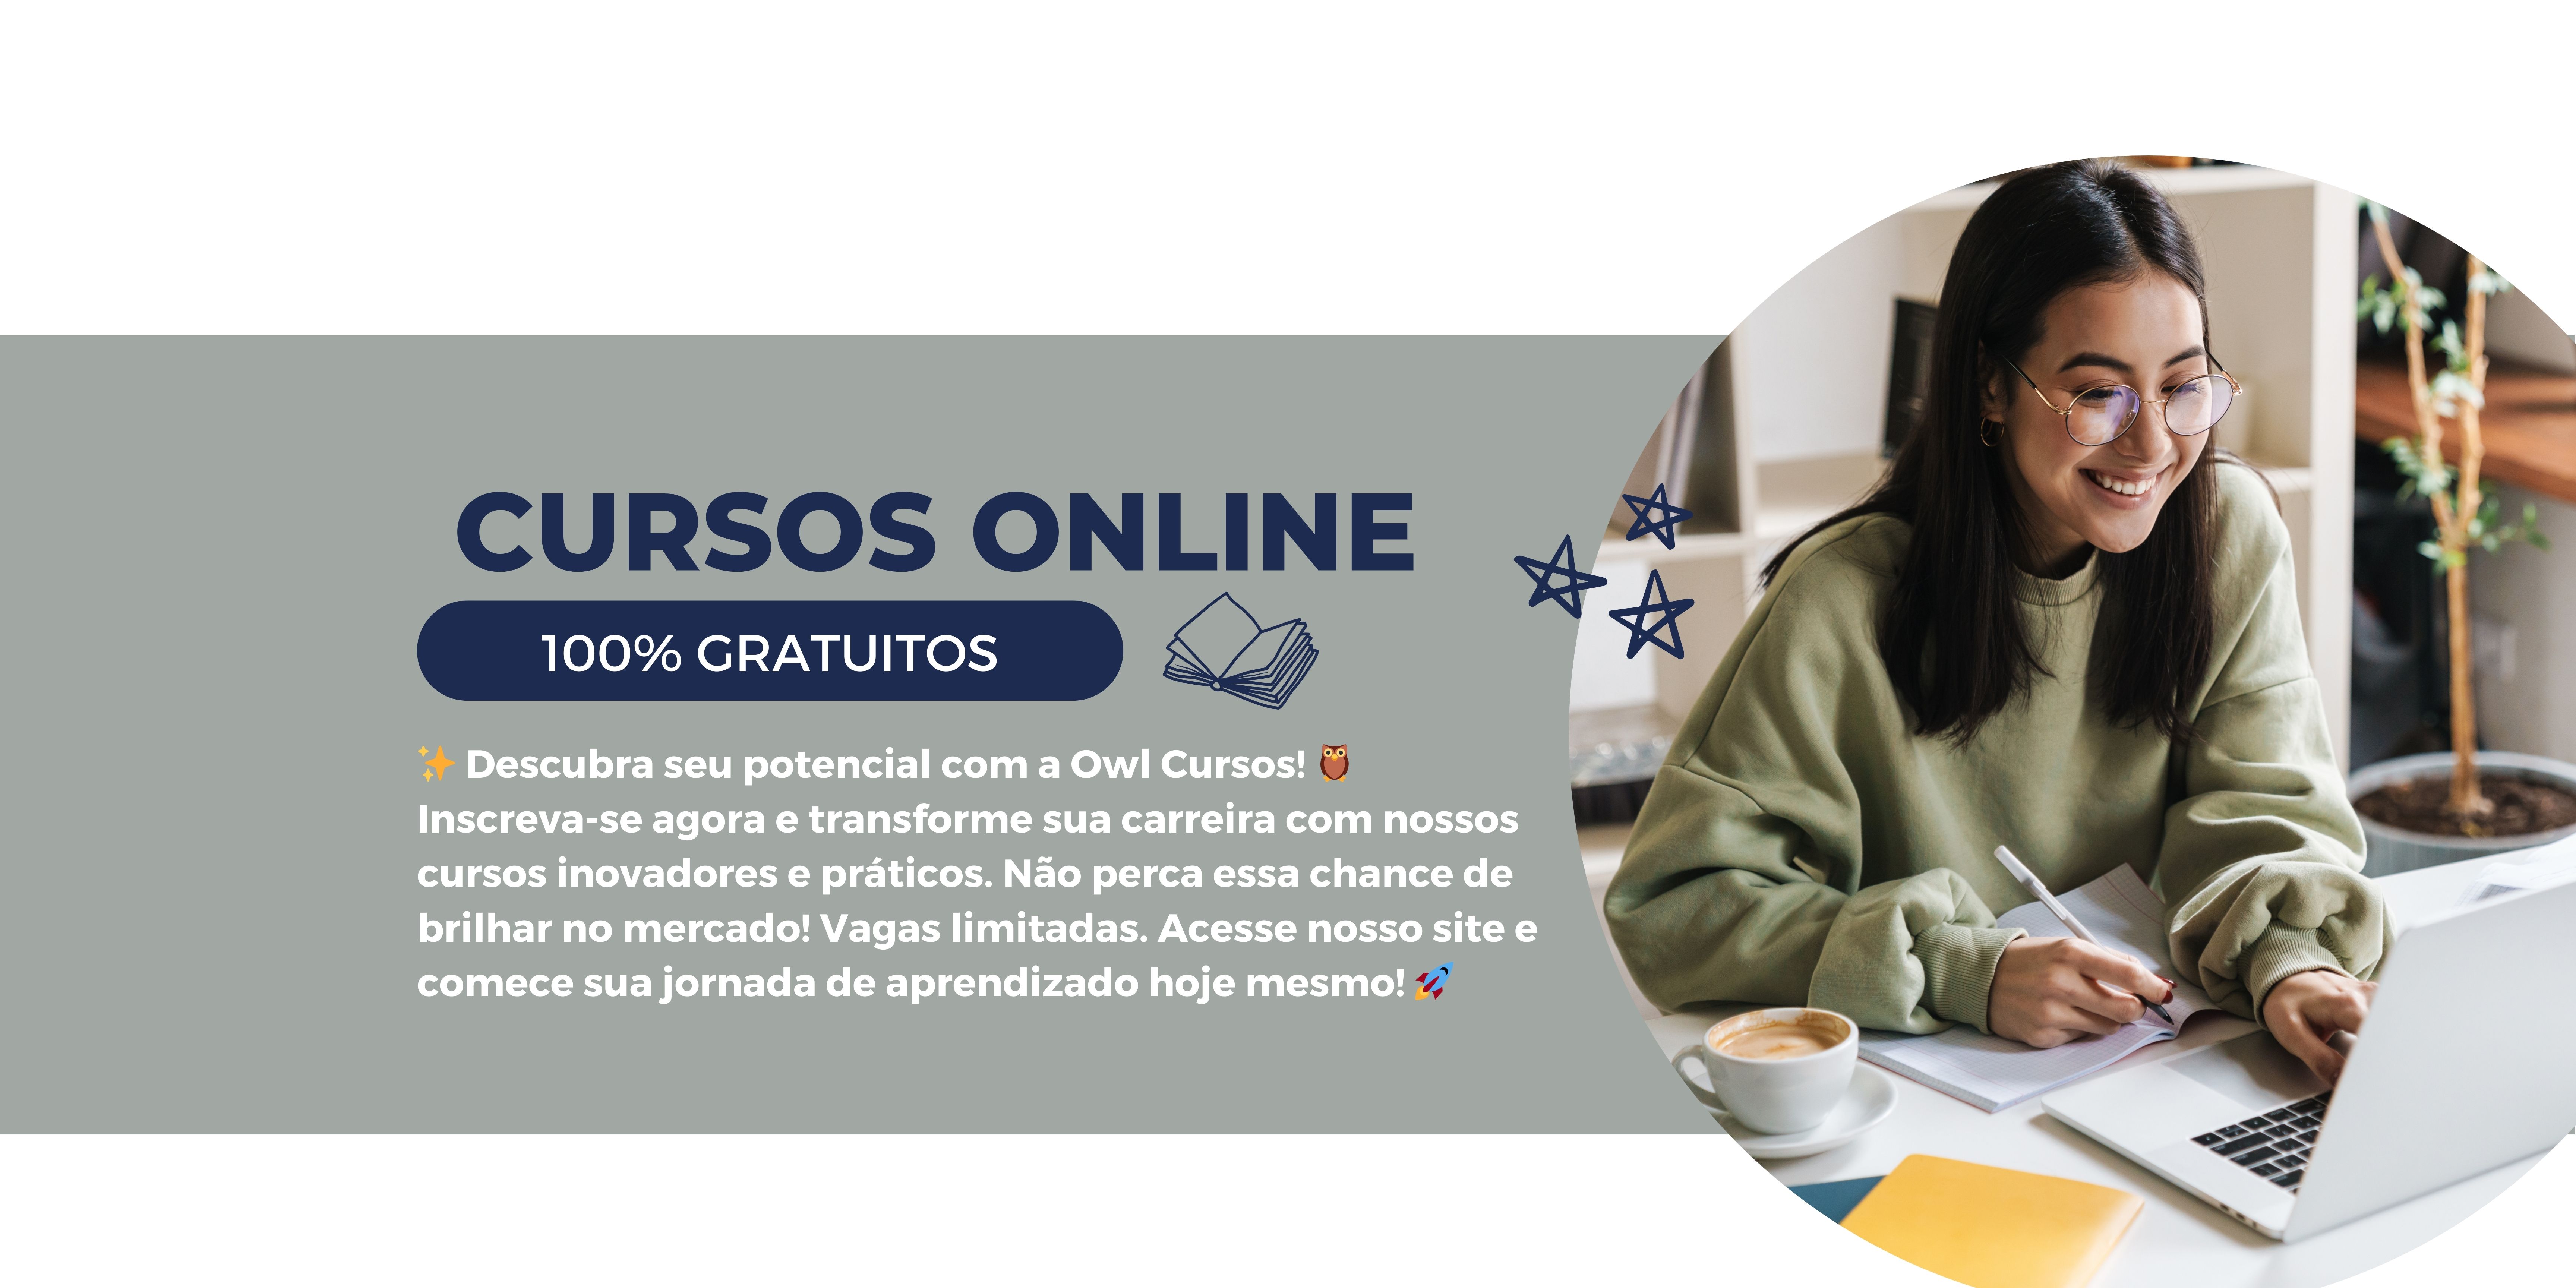 CURSOS ONLINE
100% GRATUITOS
✨ Descubra seu potencial com a Owl Cursos! 🦉
Inscreva-se agora e transforme sua carreira com nossos
cursos inovadores e práticos. Não perca essa chance de
brilhar no mercado! Vagas limitadas. Acesse nosso site e
comece sua jornada de aprendizado hoje mesmo! 🚀